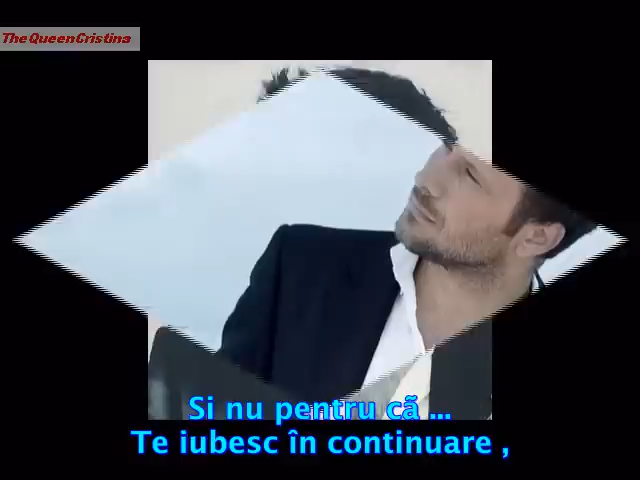 TheQueenCristina
Si nu pentru cã ...
Te iubesc în continuare ,